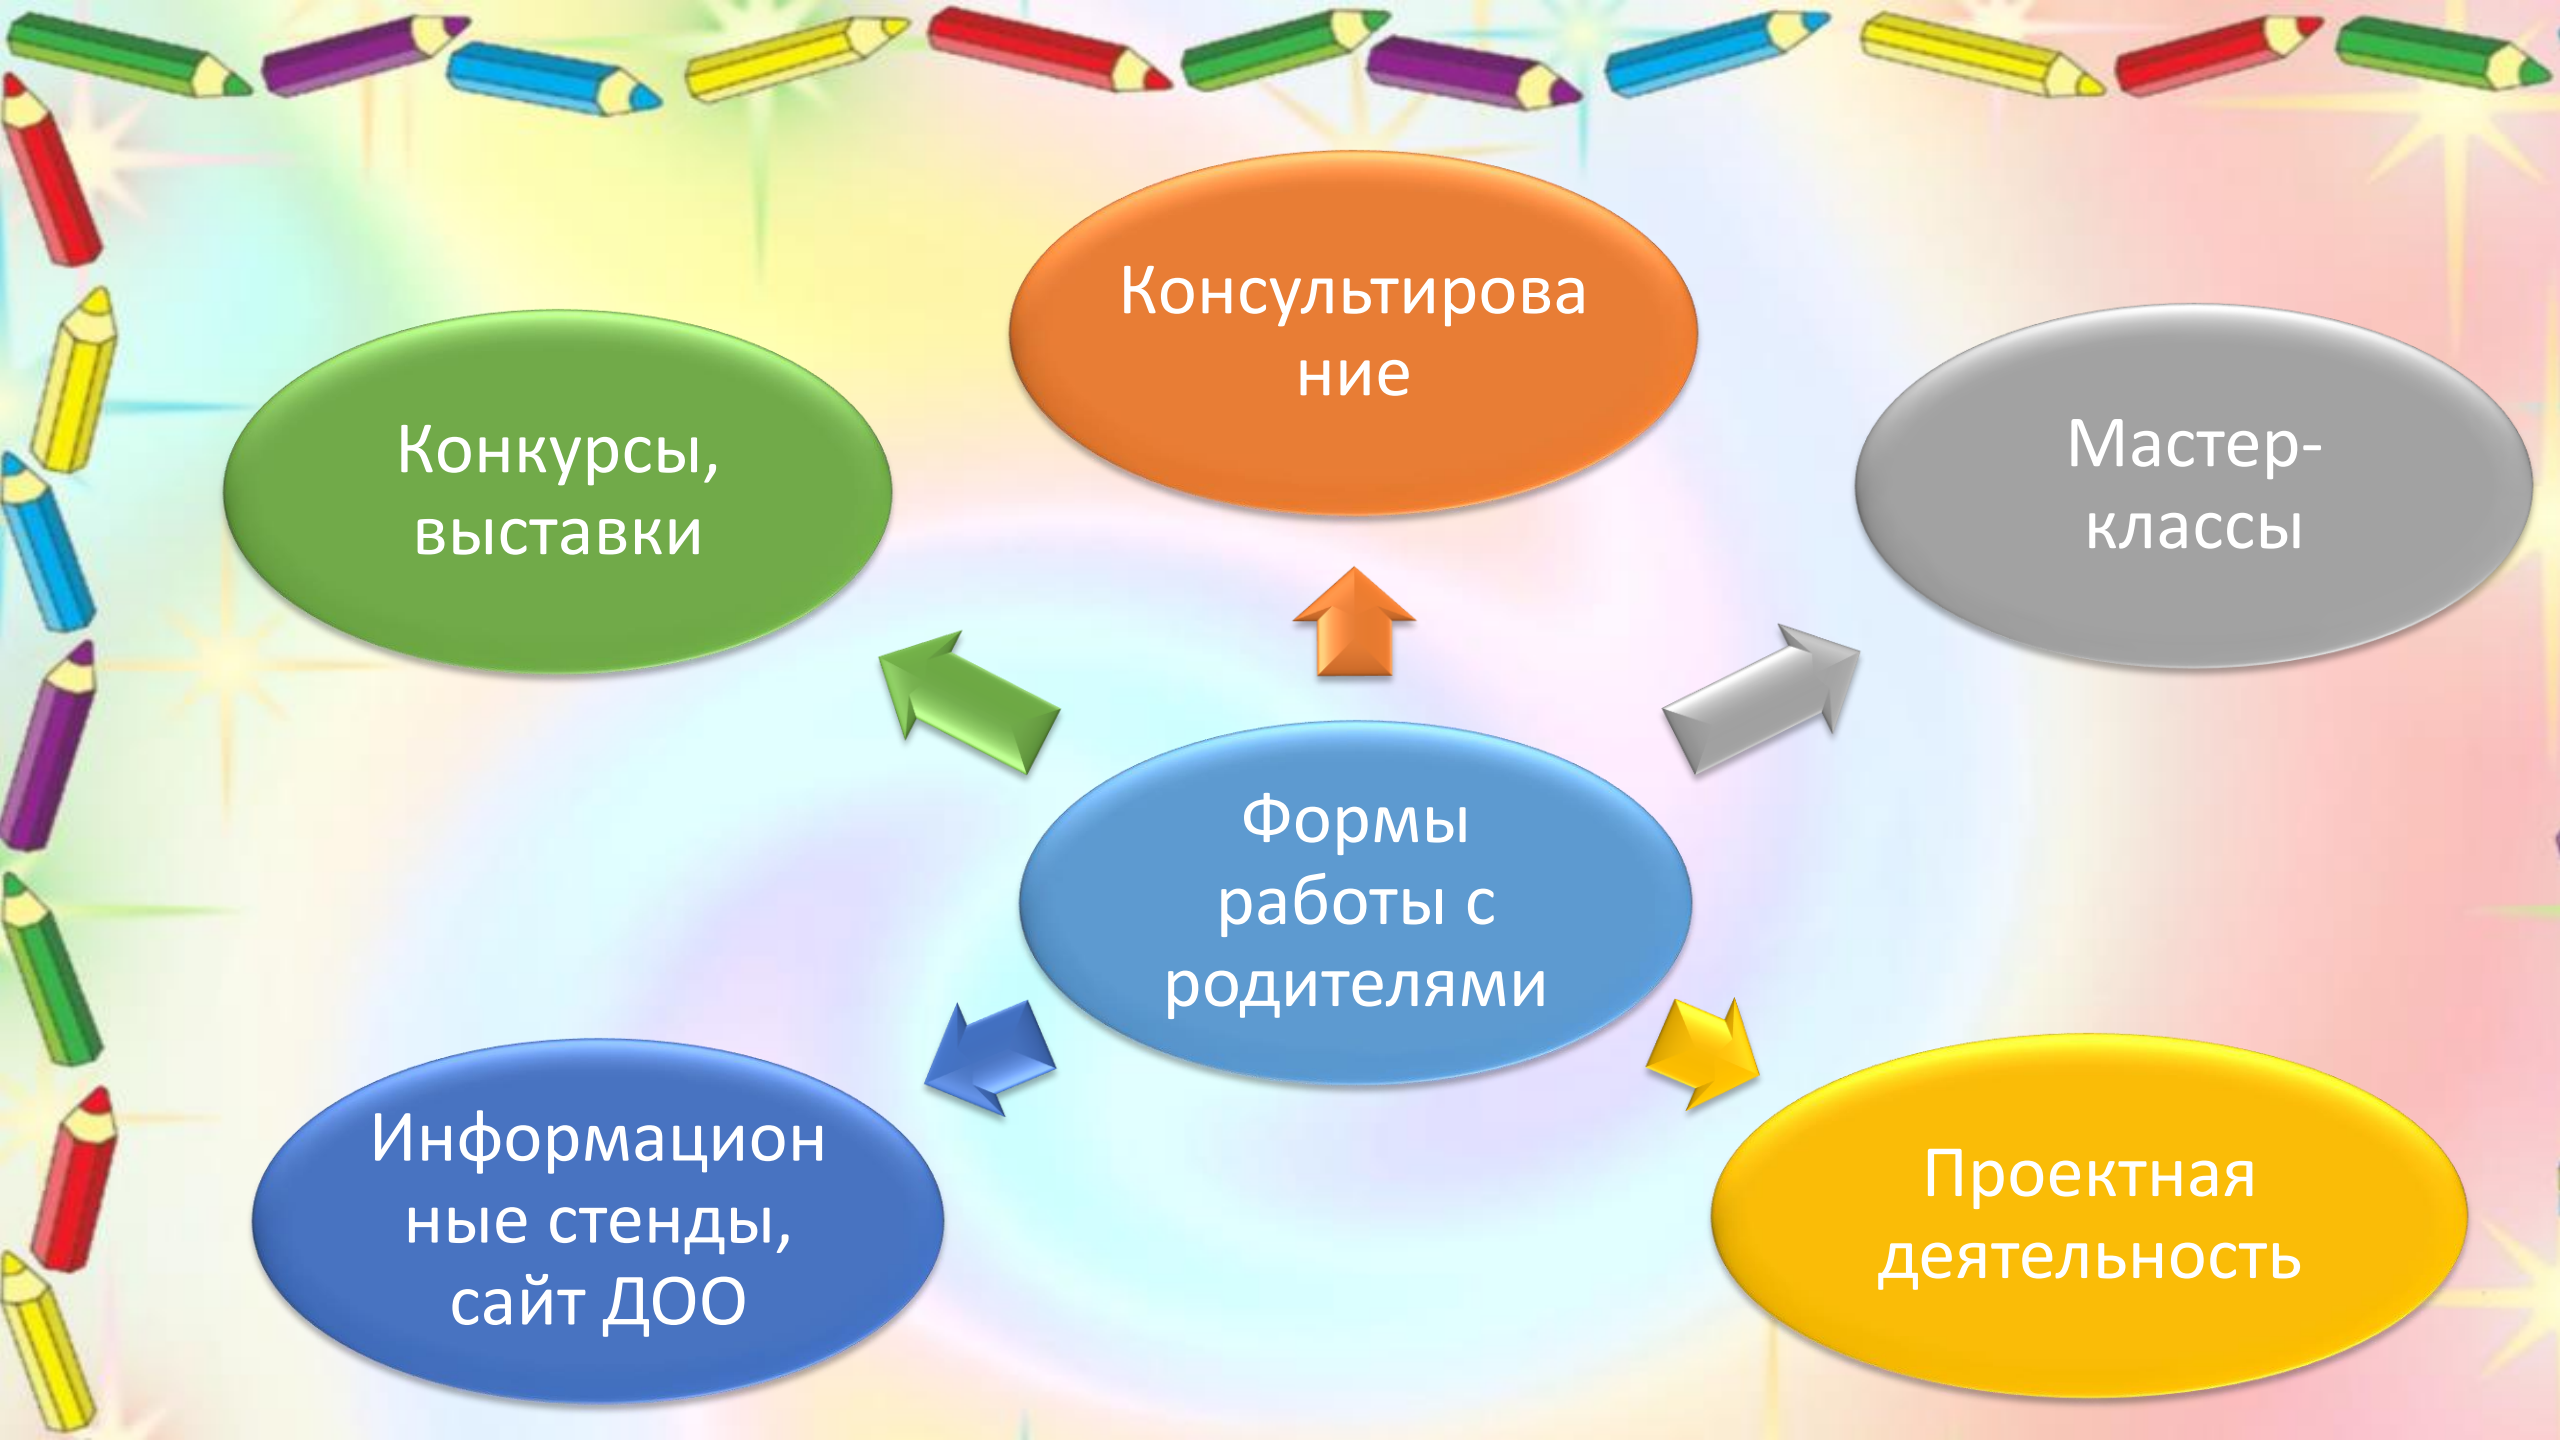 Консультирова
ние
Конкурсы,
выставки
Мастер-
классы
Формы
работы с
родителями
Информацион
ные стенды,
сайт ДОО
Проектная
деятельность